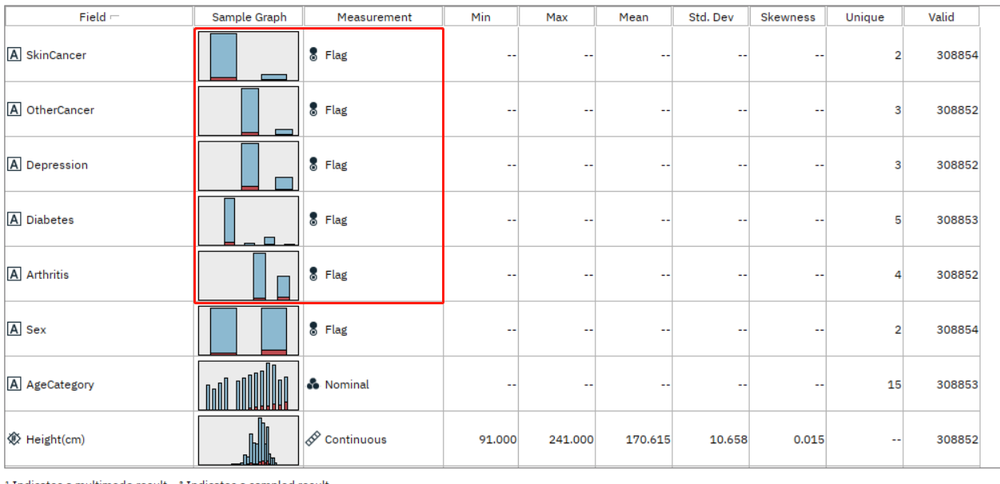 Field Sample Graph Measurement Min Max Mean Std. Dev Skewness Unique Valid
A SkinCancer Flag -- -- -- -- -- 2 308854
A OtherCancer Flag -- -- -- -- -- 3 308852
A Depression Flag -- -- -- -- -- 3 308852
A Diabetes Flag -- -- -- -- -- 5 308853
A Arthritis Flag -- -- -- -- -- 4 308852
A Sex Flag -- -- -- -- -- 2 308854
A AgeCategory Nominal -- -- -- -- -- 15 308853
# Height(cm) Continuous 91.000 241.000 170.615 10.658 0.015 -- 308852
Indicates a multimode result Indicates a sampled result